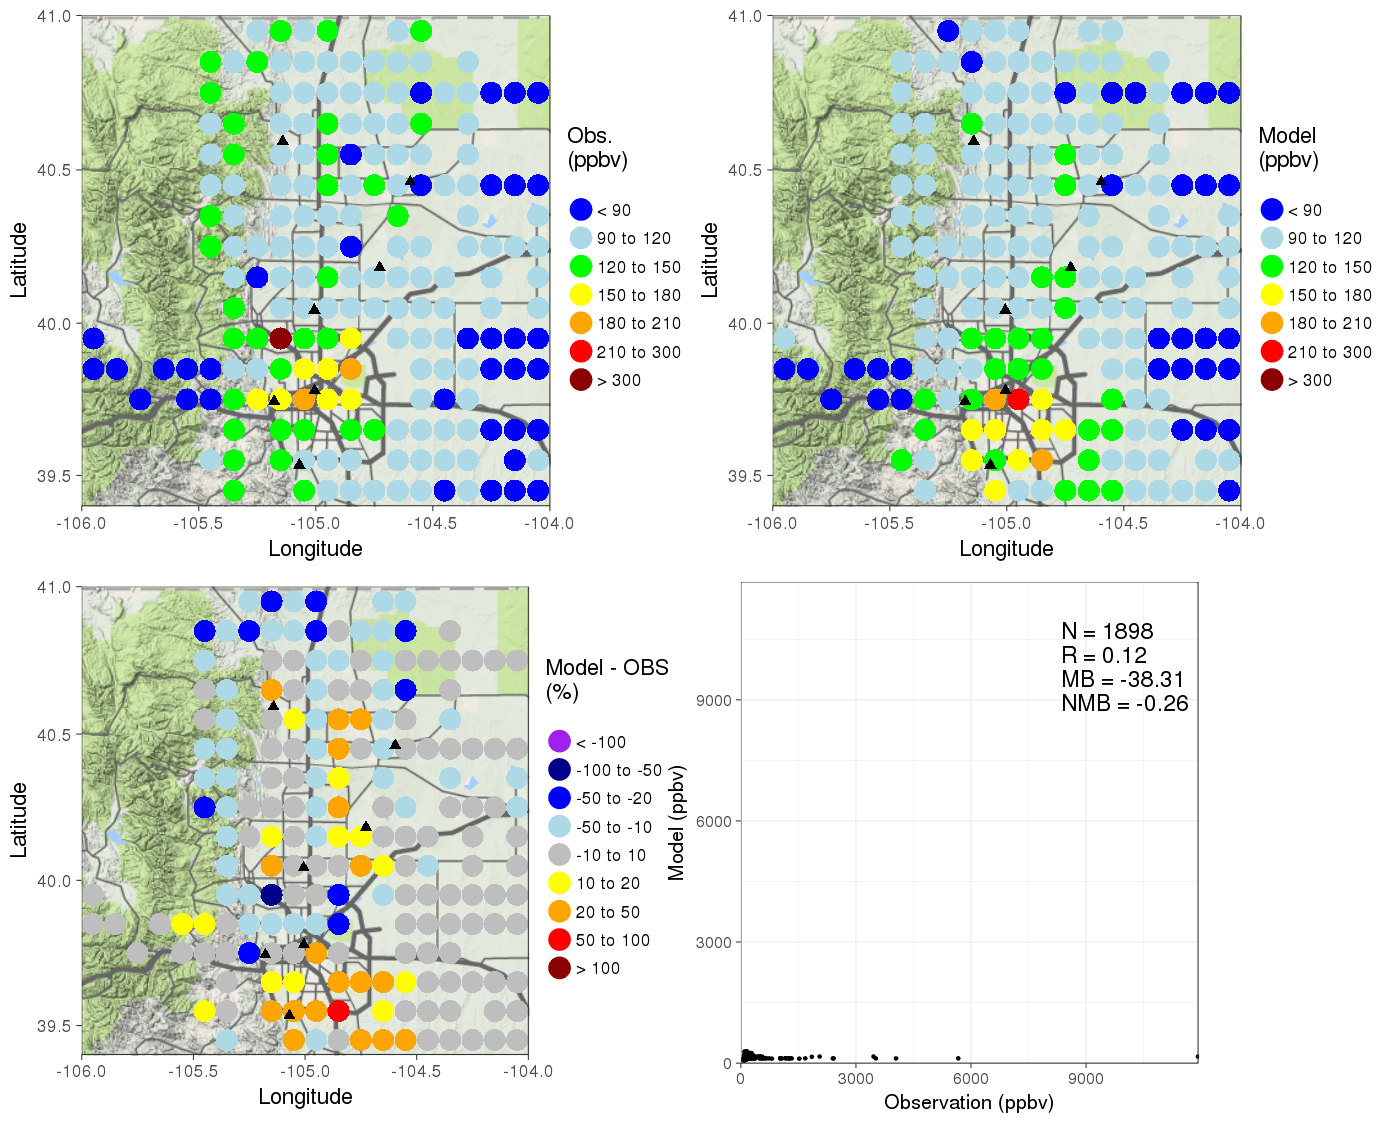 41.0
40.5
40.0
39.5
Latitude
-106.0
-105.5
-105.0
-104.5
-104.0
Longitude
Obs.
(ppbv)
< 90
90 to 120
120 to 150
150 to 180
180 to 210
210 to 300
> 300
41.0
40.5
40.0
39.5
Latitude
-106.0
-105.5
-105.0
-104.5
-104.0
Longitude
Model
(ppbv)
< 90
90 to 120
120 to 150
150 to 180
180 to 210
210 to 300
> 300
41.0
40.5
40.0
39.5
Latitude
-106.0
-105.5
-105.0
-104.5
-104.0
Longitude
Model - OBS
(%)
< -100
-100 to -50
-50 to -20
-50 to -10
-10 to 10
10 to 20
20 to 50
50 to 100
> 100
N = 1898
R = 0.12
MB = -38.31
NMB = -0.26
9000
6000
3000
0
Model (ppbv)
0
3000
6000
9000
Observation (ppbv)